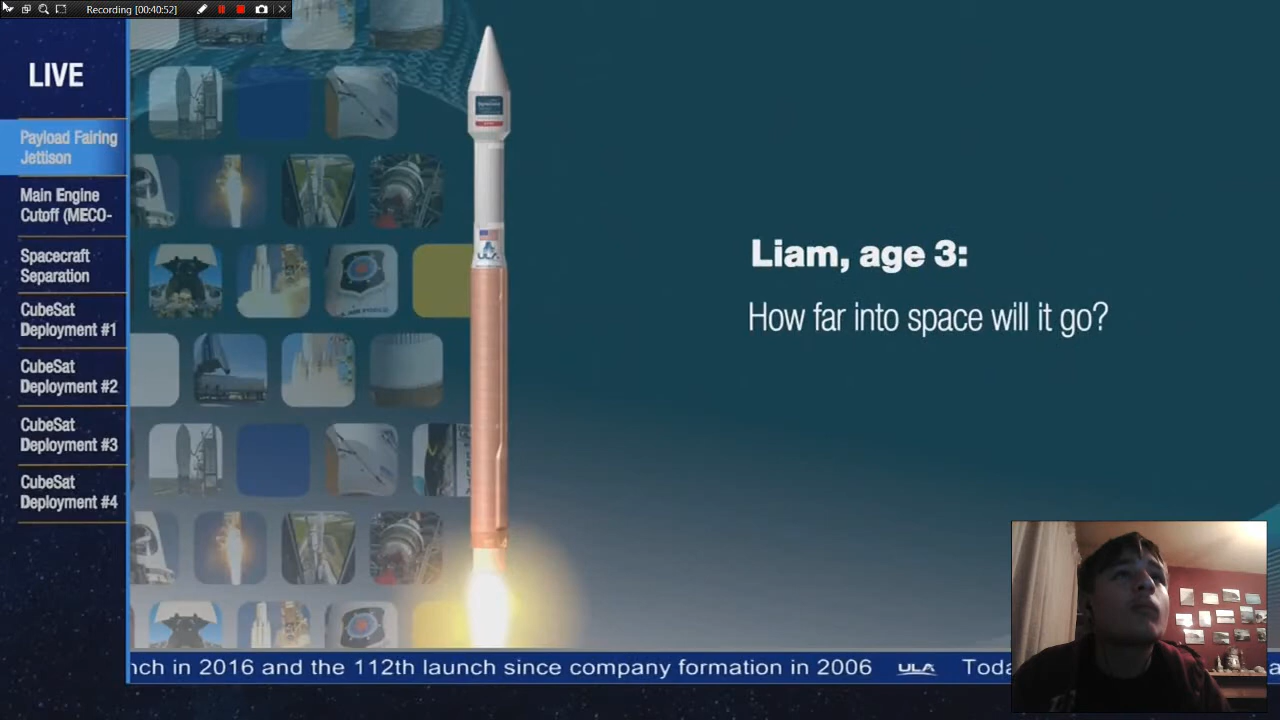 Recording [00:40:52]
LIVE
Payload Fairing
Jettison
Main Engine
Cutoff (MECO-
Spacecraft
Separation
CubeSat
Deployment #1
CubeSat
Deployment #2
CubeSat
Deployment #3
CubeSat
Deployment #4
ULA
Liam, age 3:
How far into space will it go?
nch in 2016 and the 112th launch since company formation in 2006 ULA Toda